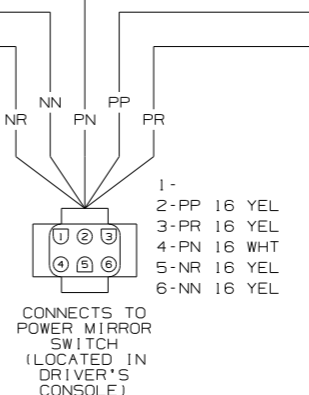 NN PP
NR PN PR
1-
2-PP 16 YEL
3-PR 16 YEL
4-PN 16 WHT
5-NR 16 YEL
6-NN 16 YEL
1 2 3
4 5 6
CONNECTS TO
POWER MIRROR
SWITCH
(LOCATED IN
DRIVER'S
CONSOLE)